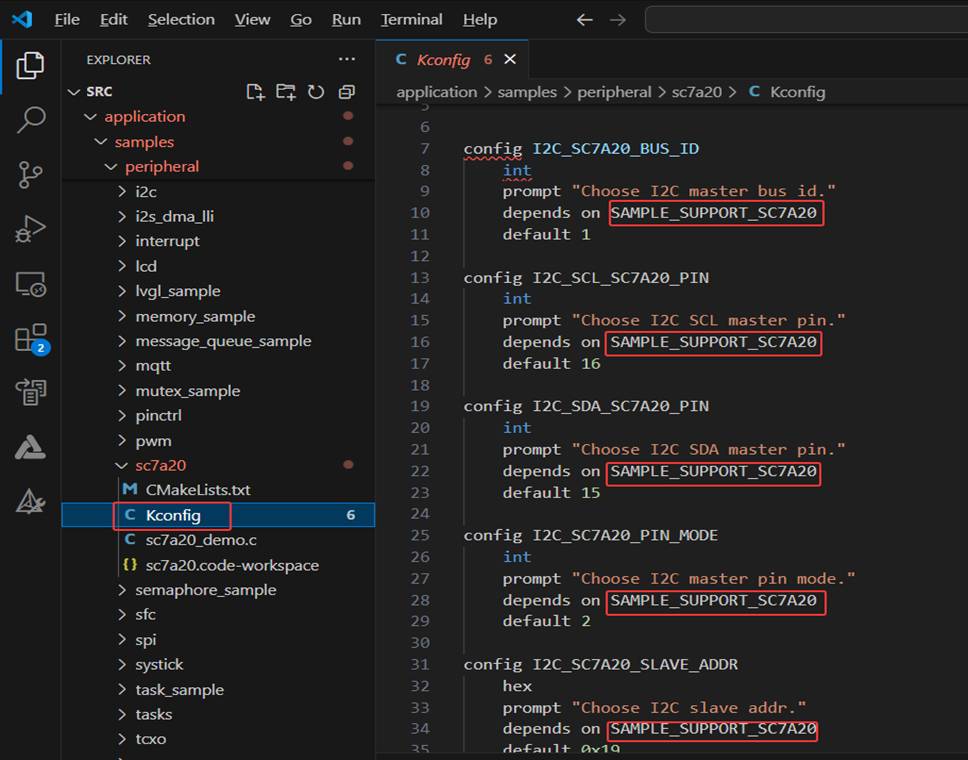 File Edit Selection View Go Run Terminal Help
EXPLORER
SRC
application
samples
peripheral
i2c
i2s_dma_lli
interrupt
lcd
lvgl_sample
memory_sample
message_queue_sample
mqtt
mutex_sample
pinctrl
pwm
sc7a20
CMakeLists.txt
Kconfig 6
sc7a20_demo.c
sc7a20.code-workspace
semaphore_sample
sfc
spi
systick
task_sample
tasks
tcxo
2
C Kconfig 6
application > samples > peripheral > sc7a20 > C Kconfig
5
6
7 config I2C_SC7A20_BUS_ID
8 int
9 prompt "Choose I2C master bus id."
10 depends on SAMPLE_SUPPORT_SC7A20
11 default 1
12
13 config I2C_SCL_SC7A20_PIN
14 int
15 prompt "Choose I2C SCL master pin."
16 depends on SAMPLE_SUPPORT_SC7A20
17 default 16
18
19 config I2C_SDA_SC7A20_PIN
20 int
21 prompt "Choose I2C SDA master pin."
22 depends on SAMPLE_SUPPORT_SC7A20
23 default 15
24
25 config I2C_SC7A20_PIN_MODE
26 int
27 prompt "Choose I2C master pin mode."
28 depends on SAMPLE_SUPPORT_SC7A20
29 default 2
30
31 config I2C_SC7A20_SLAVE_ADDR
32 hex
33 prompt "Choose I2C slave addr."
34 depends on SAMPLE_SUPPORT_SC7A20
35 default 0x19